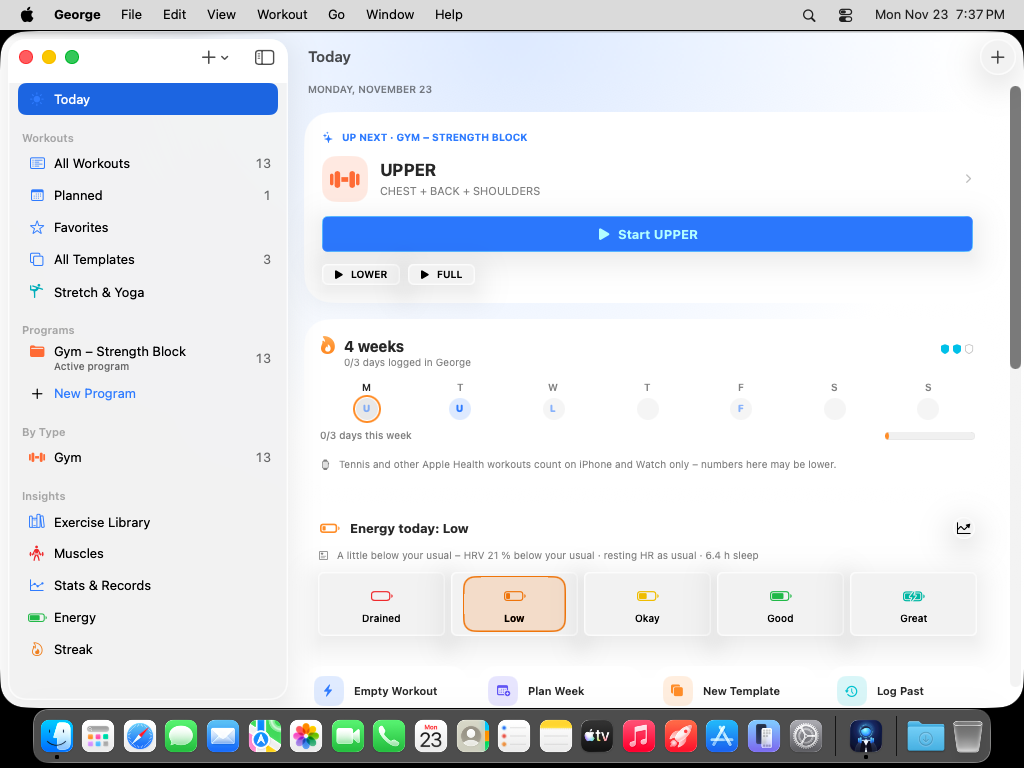 George File Edit View Workout Go Window Help Mon Nov 23 7:37 PM
Today
Workouts
All Workouts 13
Planned 1
Favorites
All Templates 3
Stretch & Yoga
Programs
Gym – Strength Block 13
Active program
New Program
By Type
Gym 13
Insights
Exercise Library
Muscles
Stats & Records
Energy
Streak
Today
MONDAY, NOVEMBER 23
UP NEXT · GYM – STRENGTH BLOCK
UPPER
CHEST + BACK + SHOULDERS
Start UPPER
LOWER FULL
4 weeks
0/3 days logged in George
M T W T F S S
U U L F
0/3 days this week
Tennis and other Apple Health workouts count on iPhone and Watch only – numbers here may be lower.
Energy today: Low
A little below your usual – HRV 21 % below your usual · resting HR as usual · 6.4 h sleep
Drained Low Okay Good Great
Empty Workout Plan Week New Template Log Past
Mon
23
tv